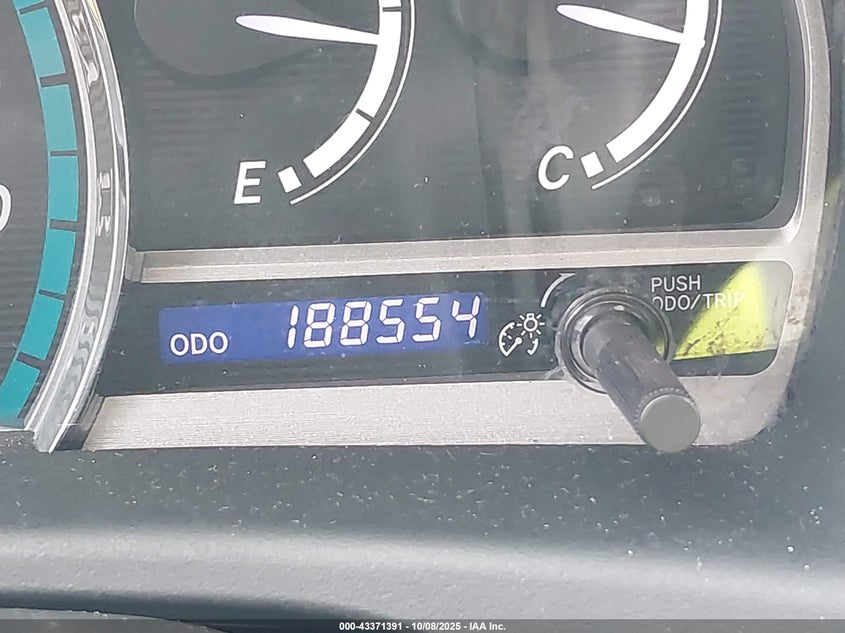 E
C
PUSH
ODO/TRIP
ODO 188554
000-43371391 - 10/08/2025 - IAA Inc.